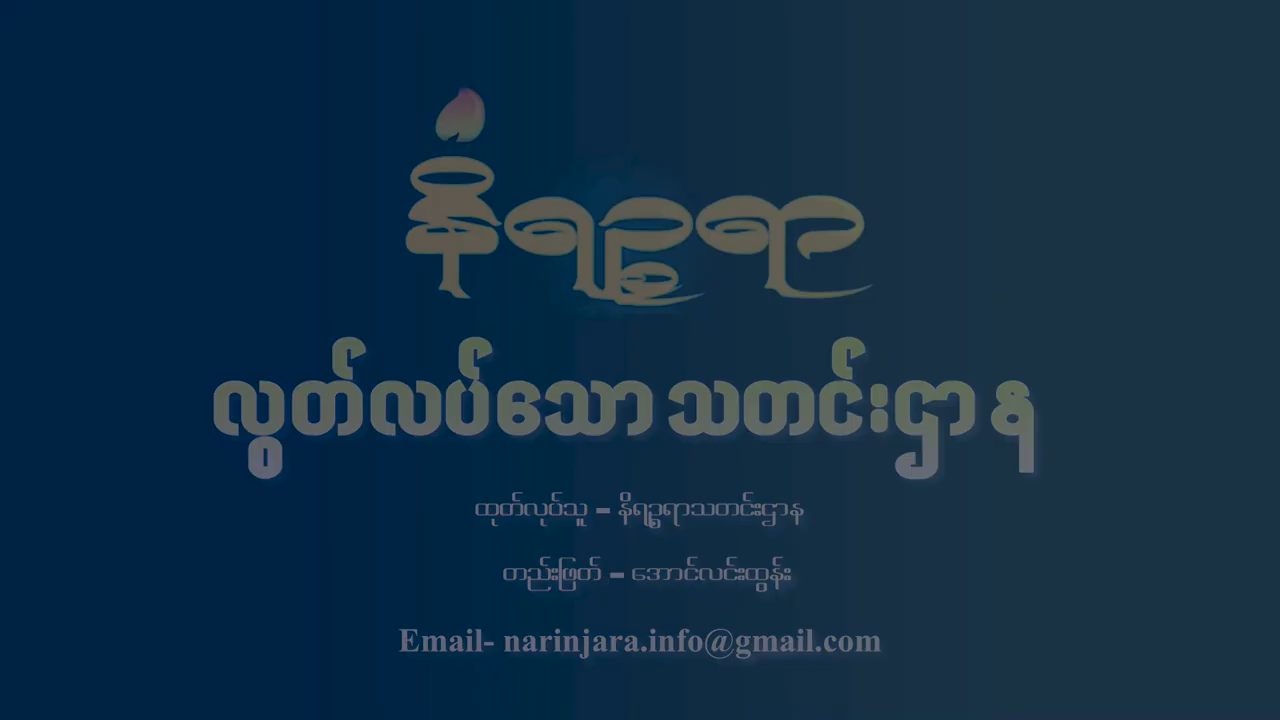 နိရဉ္စရာ
လွတ်လပ်သော သတင်းဌာန
ထုတ်လုပ်သူ - နိရဉ္စရာသတင်းဌာန
တည်းဖြတ် - အောင်လင်းထွန်း
Email- narinjara.info@gmail.com